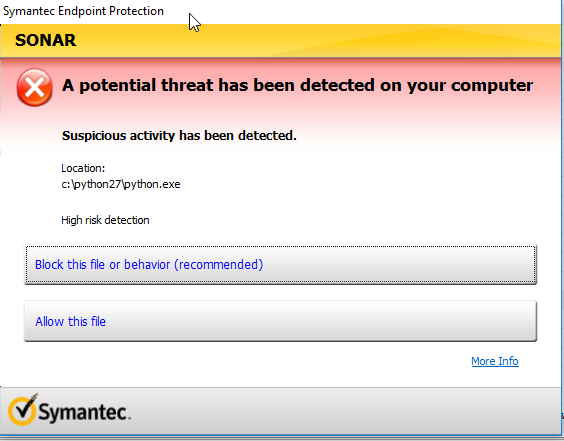 Symantec Endpoint Protection
SONAR
A potential threat has been detected on your computer
Suspicious activity has been detected.
Location:
c:\python27\python.exe
High risk detection
Block this file or behavior (recommended)
Allow this file
More Info
Symantec.